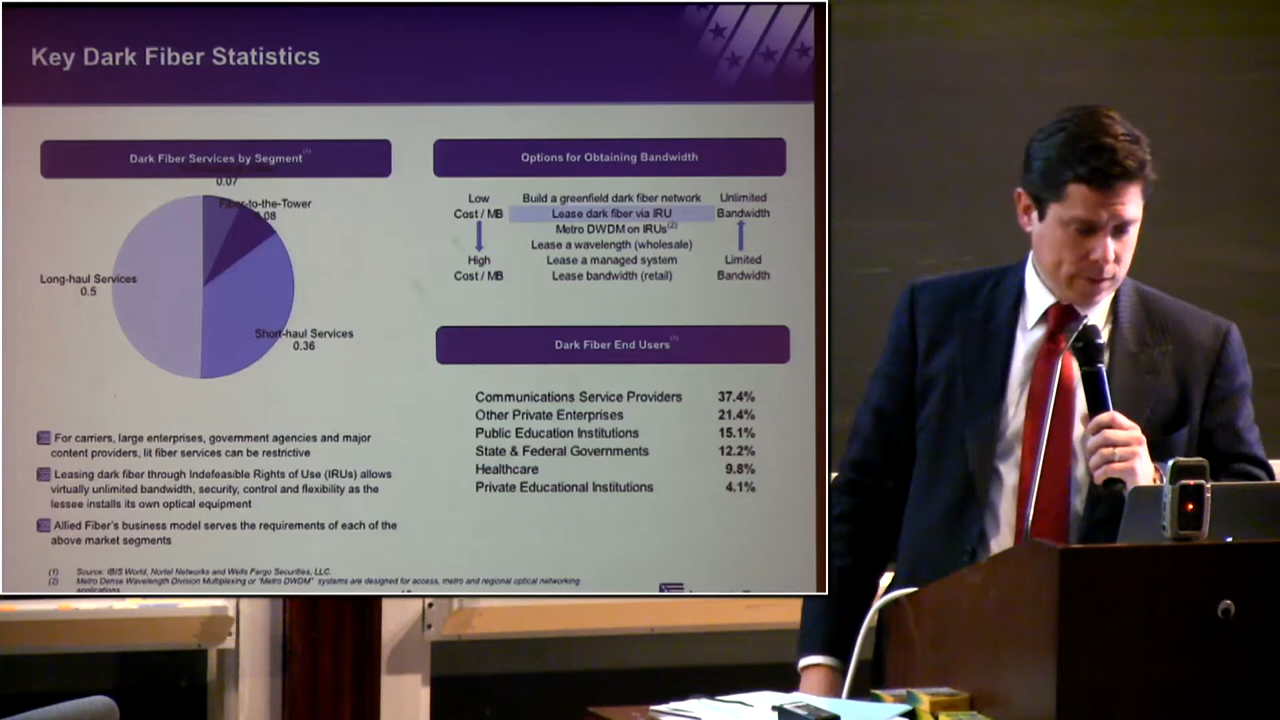 Key Dark Fiber Statistics
Dark Fiber Services by Segment(1)
0.07
Fiber-to-the-Tower
.08
Long-haul Services
0.5
Short-haul Services
0.36
For carriers, large enterprises, government agencies and major
content providers, lit fiber services can be restrictive
Leasing dark fiber through Indefeasible Rights of Use (IRUs) allows
virtually unlimited bandwidth, security, control and flexibility as the
lessee installs its own optical equipment
Allied Fiber's business model serves the requirements of each of the
above market segments
Options for Obtaining Bandwidth
Low Build a greenfield dark fiber network Unlimited
Cost / MB Lease dark fiber via IRU Bandwidth
Metro DWDM on IRUs(2)
Lease a wavelength (wholesale)
High Lease a managed system Limited
Cost / MB Lease bandwidth (retail) Bandwidth
Dark Fiber End Users(1)
Communications Service Providers 37.4%
Other Private Enterprises 21.4%
Public Education Institutions 15.1%
State & Federal Governments 12.2%
Healthcare 9.8%
Private Educational Institutions 4.1%
(1) Source: IBIS World, Nortel Networks and Wells Fargo Securities, LLC.
(2) Metro Dense Wavelength Division Multiplexing or "Metro DWDM" systems are designed for access, metro and regional optical networking
applications